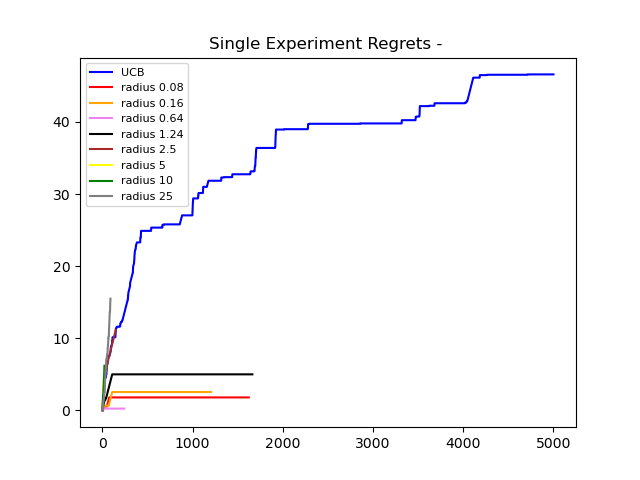 Single Experiment Regrets -
UCB
radius 0.08
radius 0.16
radius 0.64
radius 1.24
radius 2.5
radius 5
radius 10
radius 25
40
30
20
10
0
0 1000 2000 3000 4000 5000